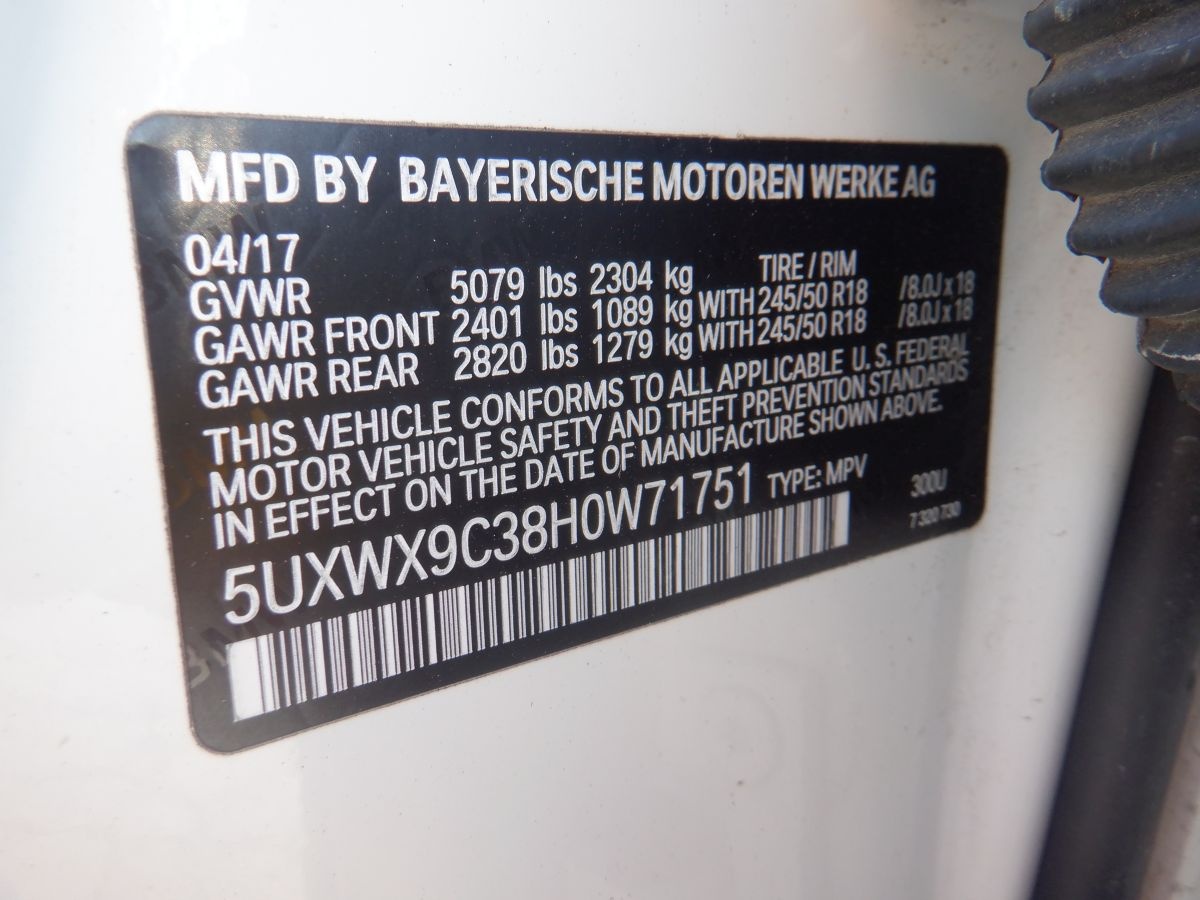 MFD BY BAYERISCHE MOTOREN WERKE AG
04/17 TIRE / RIM
GVWR 5079 lbs 2304 kg
GAWR FRONT 2401 lbs 1089 kg WITH 245/50 R18 /8.0J x 18
GAWR REAR 2820 lbs 1279 kg WITH 245/50 R18 /8.0J x 18
THIS VEHICLE CONFORMS TO ALL APPLICABLE U. S. FEDERAL
MOTOR VEHICLE SAFETY AND THEFT PREVENTION STANDARDS
IN EFFECT ON THE DATE OF MANUFACTURE SHOWN ABOVE.
5UXWX9C38H0W71751 TYPE: MPV 300U
7 320 730